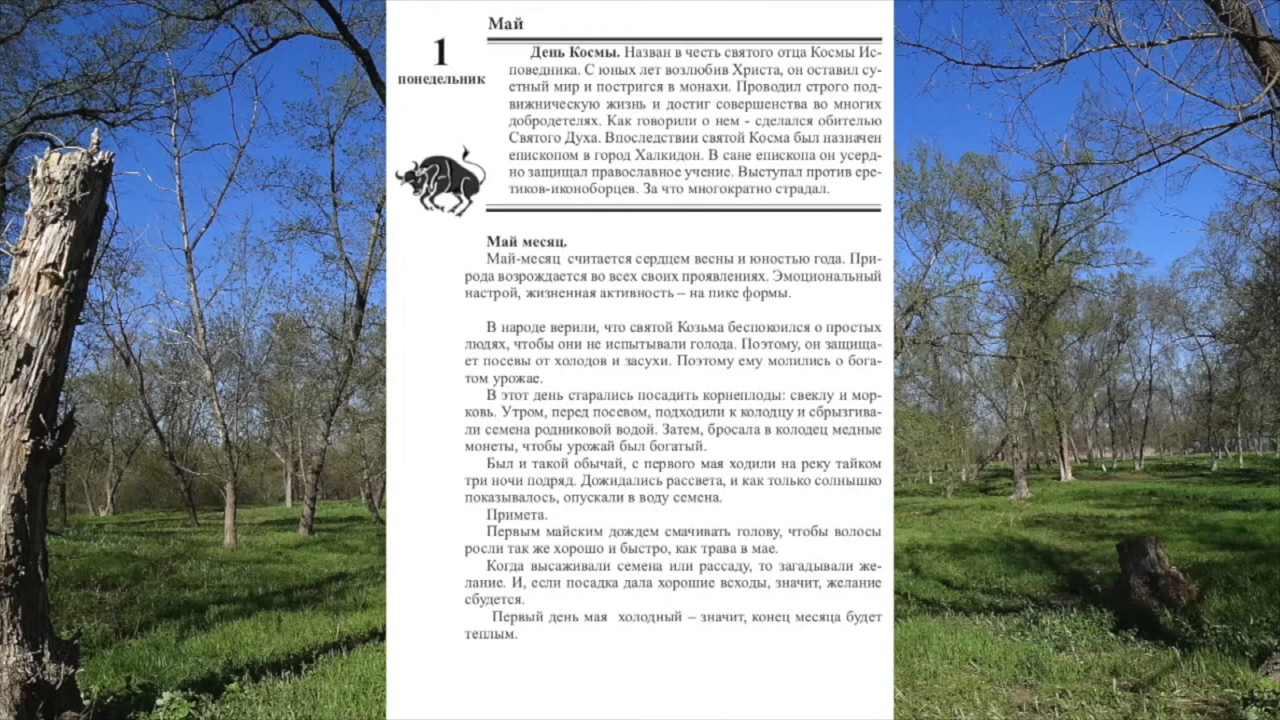 Май
1
понедельник
День Космы. Назван в честь святого отца Космы Ис-
поведника. С юных лет возлюбив Христа, он оставил су-
етный мир и постригся в монахи. Проводил строго под-
вижническую жизнь и достиг совершенства во многих
добродетелях. Как говорили о нем - сделался обителью
Святого Духа. Впоследствии святой Косма был назначен
епископом в город Халкидон. В сане епископа он усерд-
но защищал православное учение. Выступал против ере-
тиков-иконоборцев. За что многократно страдал.
Май месяц.
Май-месяц считается сердцем весны и юностью года. При-
рода возрождается во всех своих проявлениях. Эмоциональный
настрой, жизненная активность – на пике формы.
В народе верили, что святой Козьма беспокоился о простых
людях, чтобы они не испытывали голода. Поэтому, он защища-
ет посевы от холодов и засухи. Поэтому ему молились о бога-
том урожае.
В этот день старались посадить корнеплоды: свеклу и мор-
ковь. Утром, перед посевом, подходили к колодцу и сбрызгива-
ли семена родниковой водой. Затем, бросала в колодец медные
монеты, чтобы урожай был богатый.
Был и такой обычай, с первого мая ходили на реку тайком
три ночи подряд. Дожидались рассвета, и как только солнышко
показывалось, опускали в воду семена.
Примета.
Первым майским дождем смачивать голову, чтобы волосы
росли так же хорошо и быстро, как трава в мае.
Когда высаживали семена или рассаду, то загадывали же-
лание. И, если посадка дала хорошие всходы, значит, желание
сбудется.
Первый день мая холодный – значит, конец месяца будет
теплым.